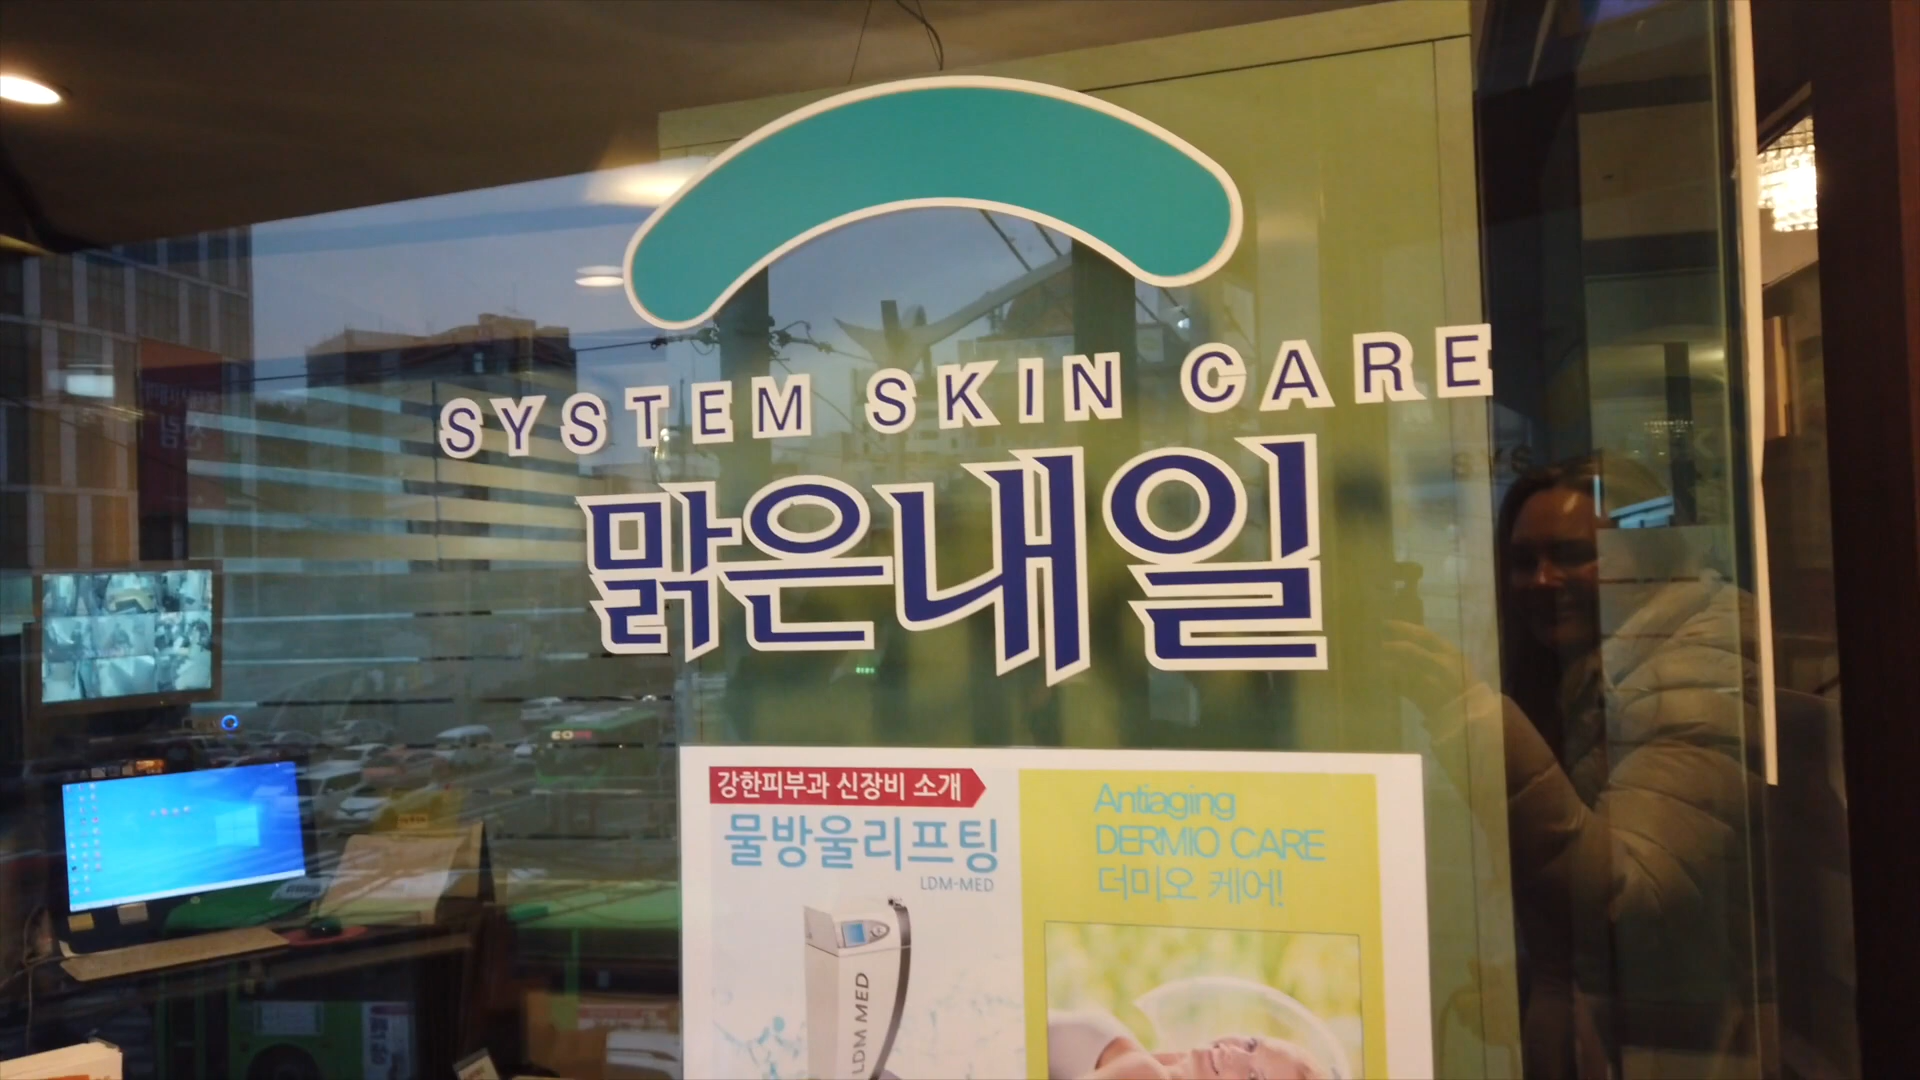 SYSTEM SKIN CARE
맑은내일
강한피부과 신장비 소개
물방울리프팅
LDM-MED
LDM MED
Antiaging
DERMIO CARE
더미오 케어!